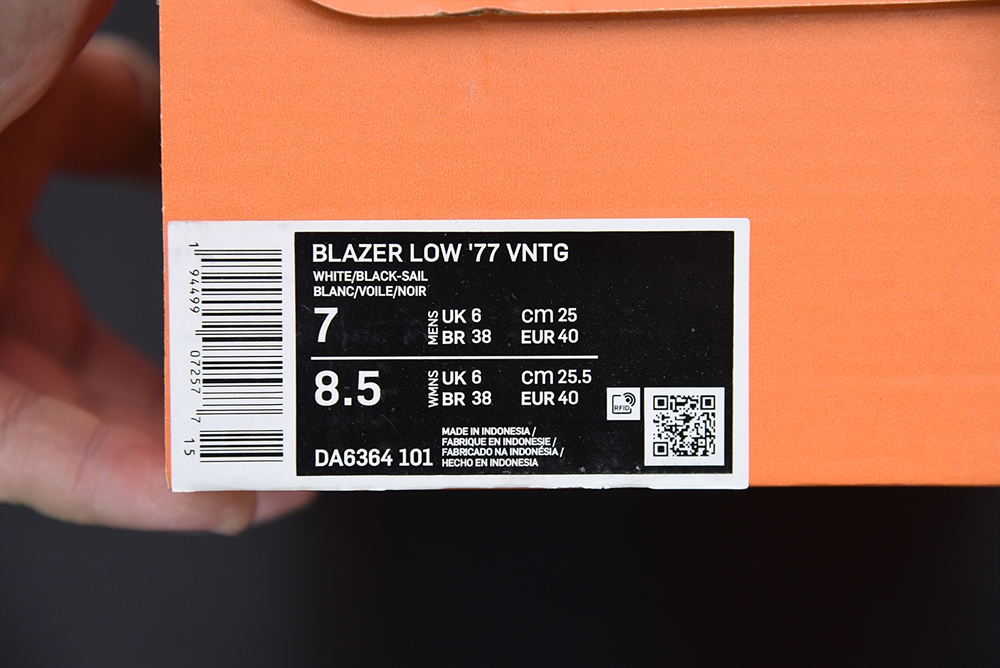 BLAZER LOW '77 VNTG
WHITE/BLACK-SAIL
BLANC/VOILE/NOIR
7 MENS UK 6 cm 25
BR 38 EUR 40
8.5 WMNS UK 6 cm 25.5
BR 38 EUR 40
RFID
DA6364 101
MADE IN INDONESIA /
FABRIQUE EN INDONESIE /
FABRICADO NA INDONÉSIA /
HECHO EN INDONESIA
1 94499 07257 7 15